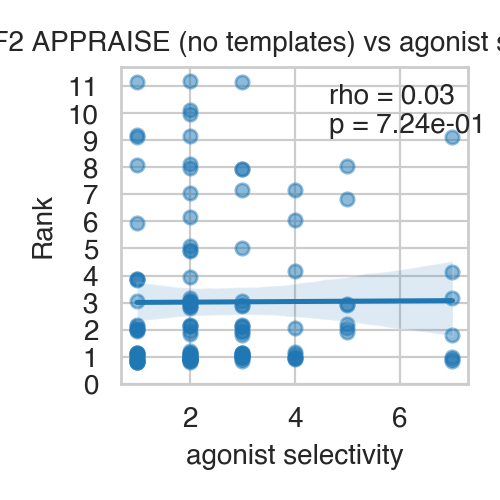 F2 APPRAISE (no templates) vs agonist
rho = 0.03
p = 7.24e-01
Rank
11
10
9
8
7
6
5
4
3
2
1
0
2 4 6
agonist selectivity